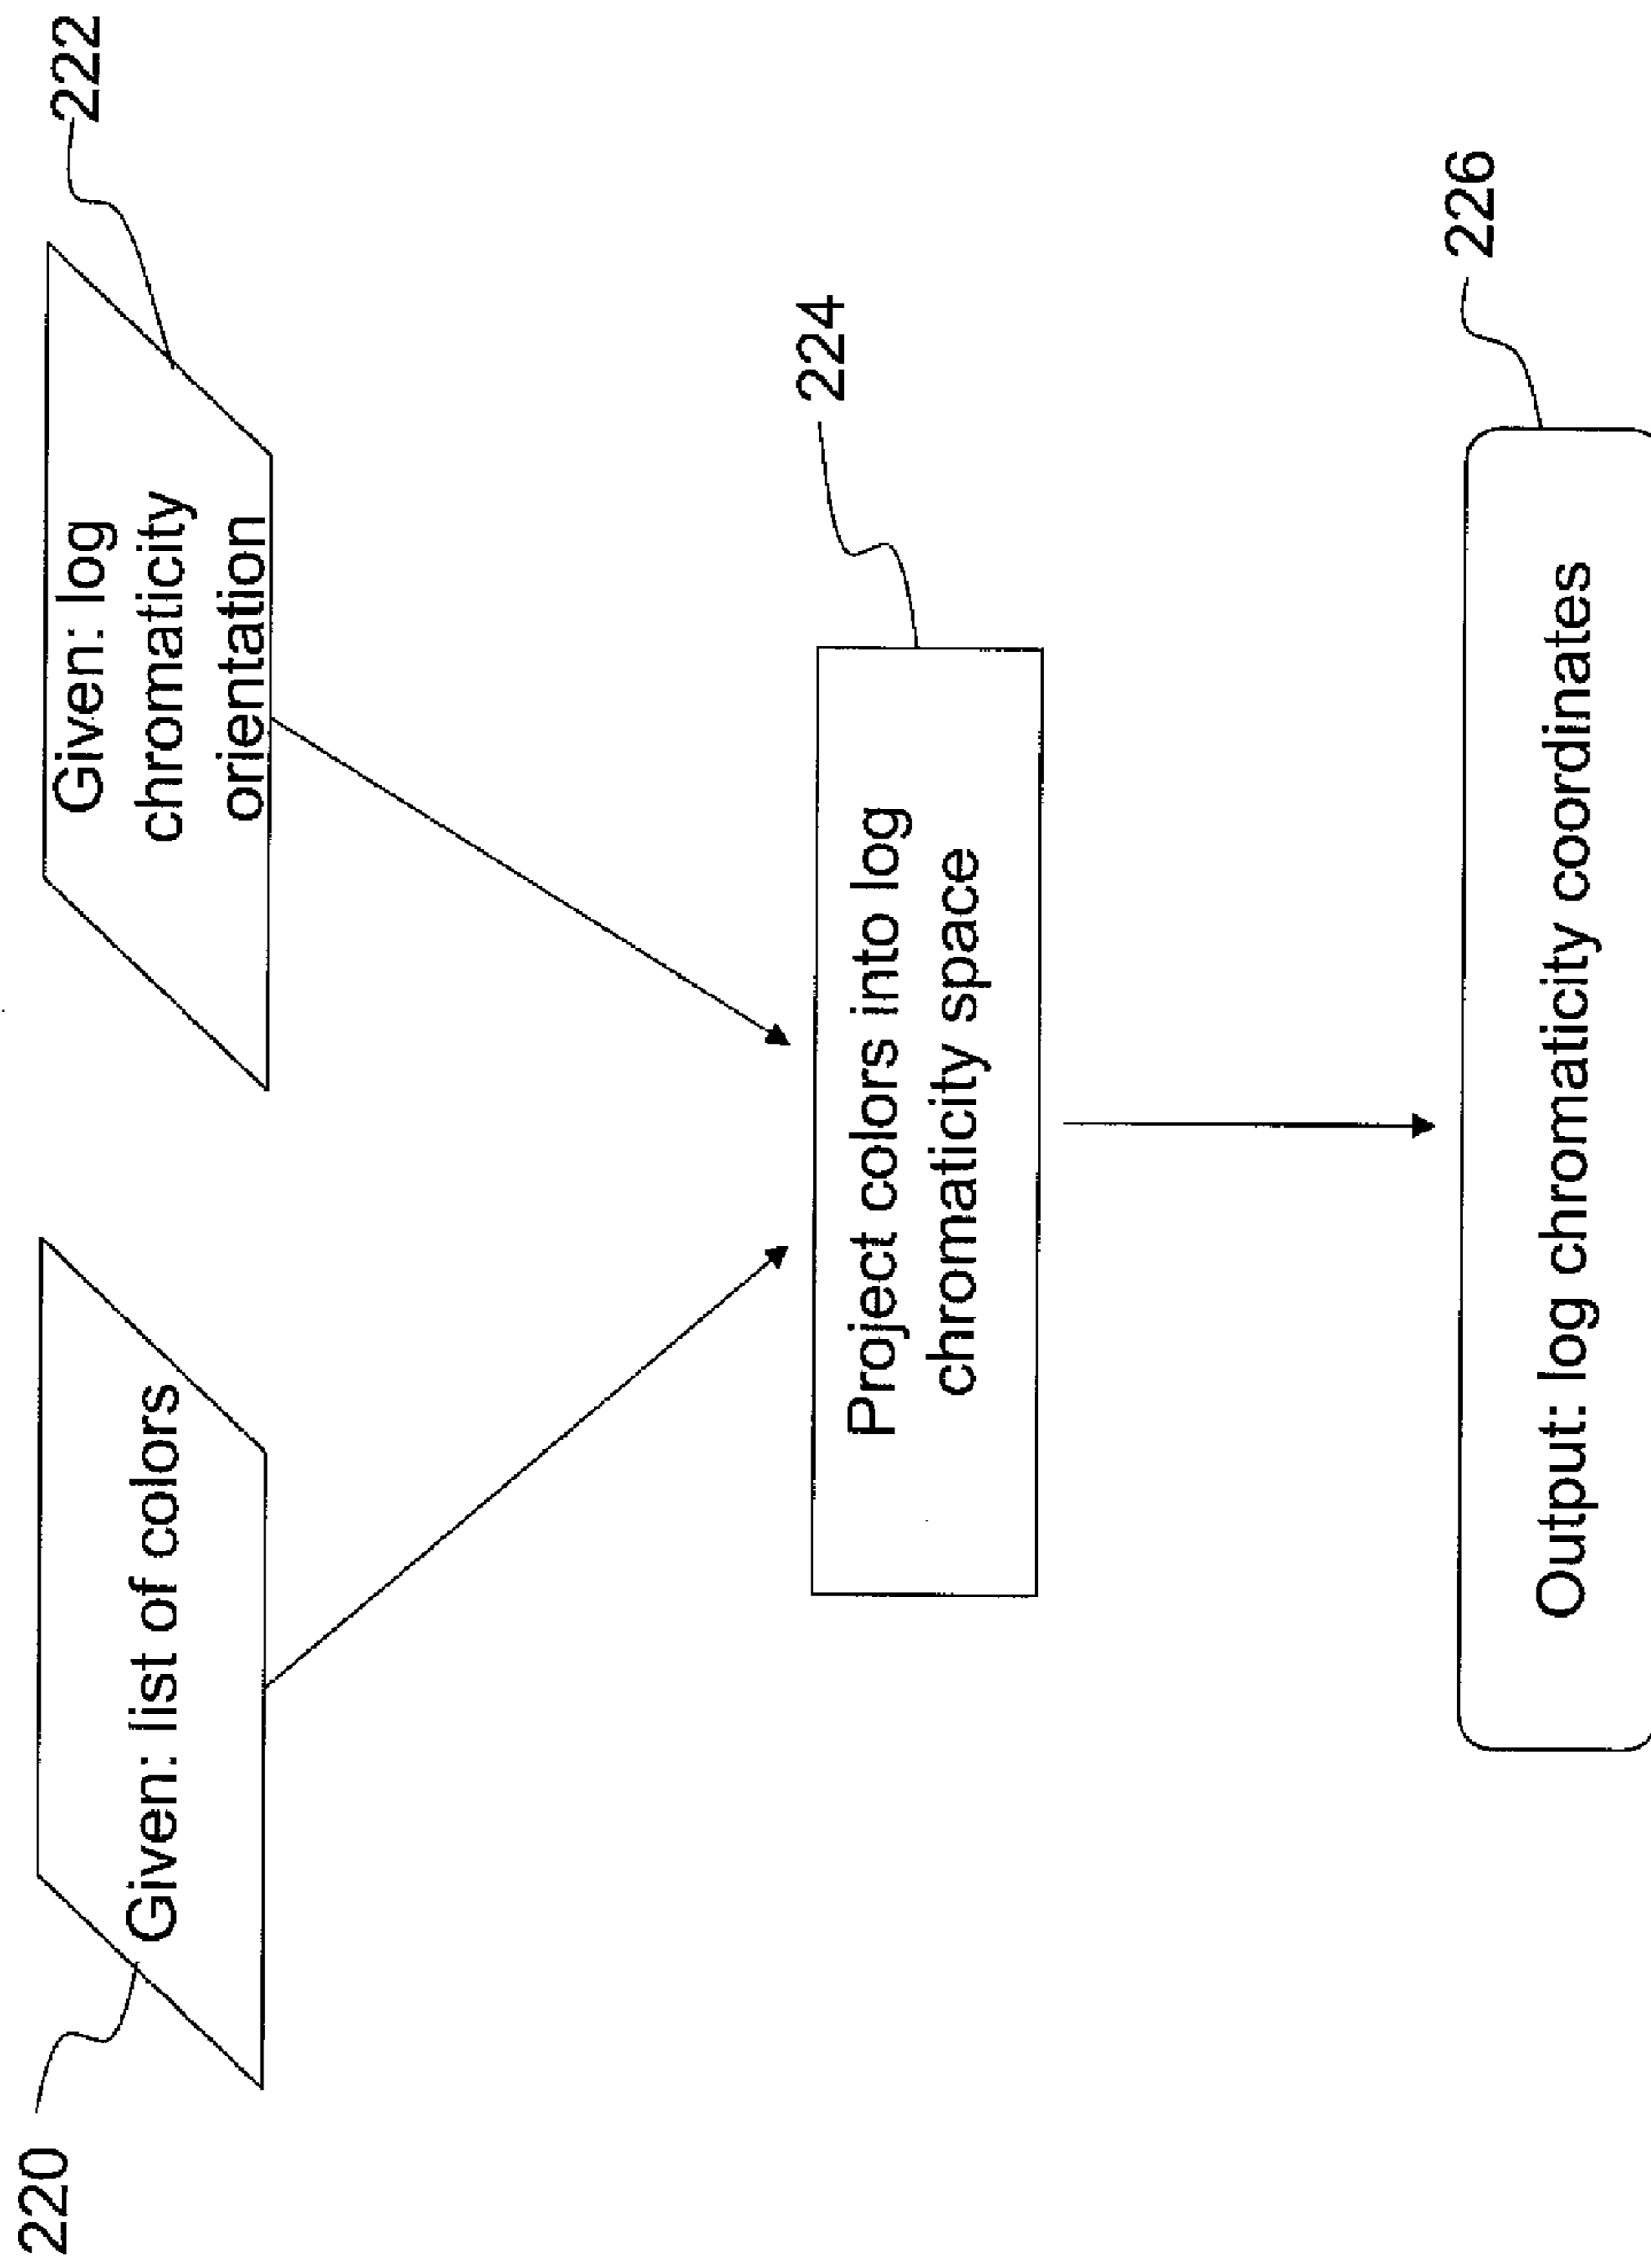 220
Given: list of colors
Given: log
chromaticity
orientation
222
Project colors into log
chromaticity space
224
Output: log chromaticity coordinates
226